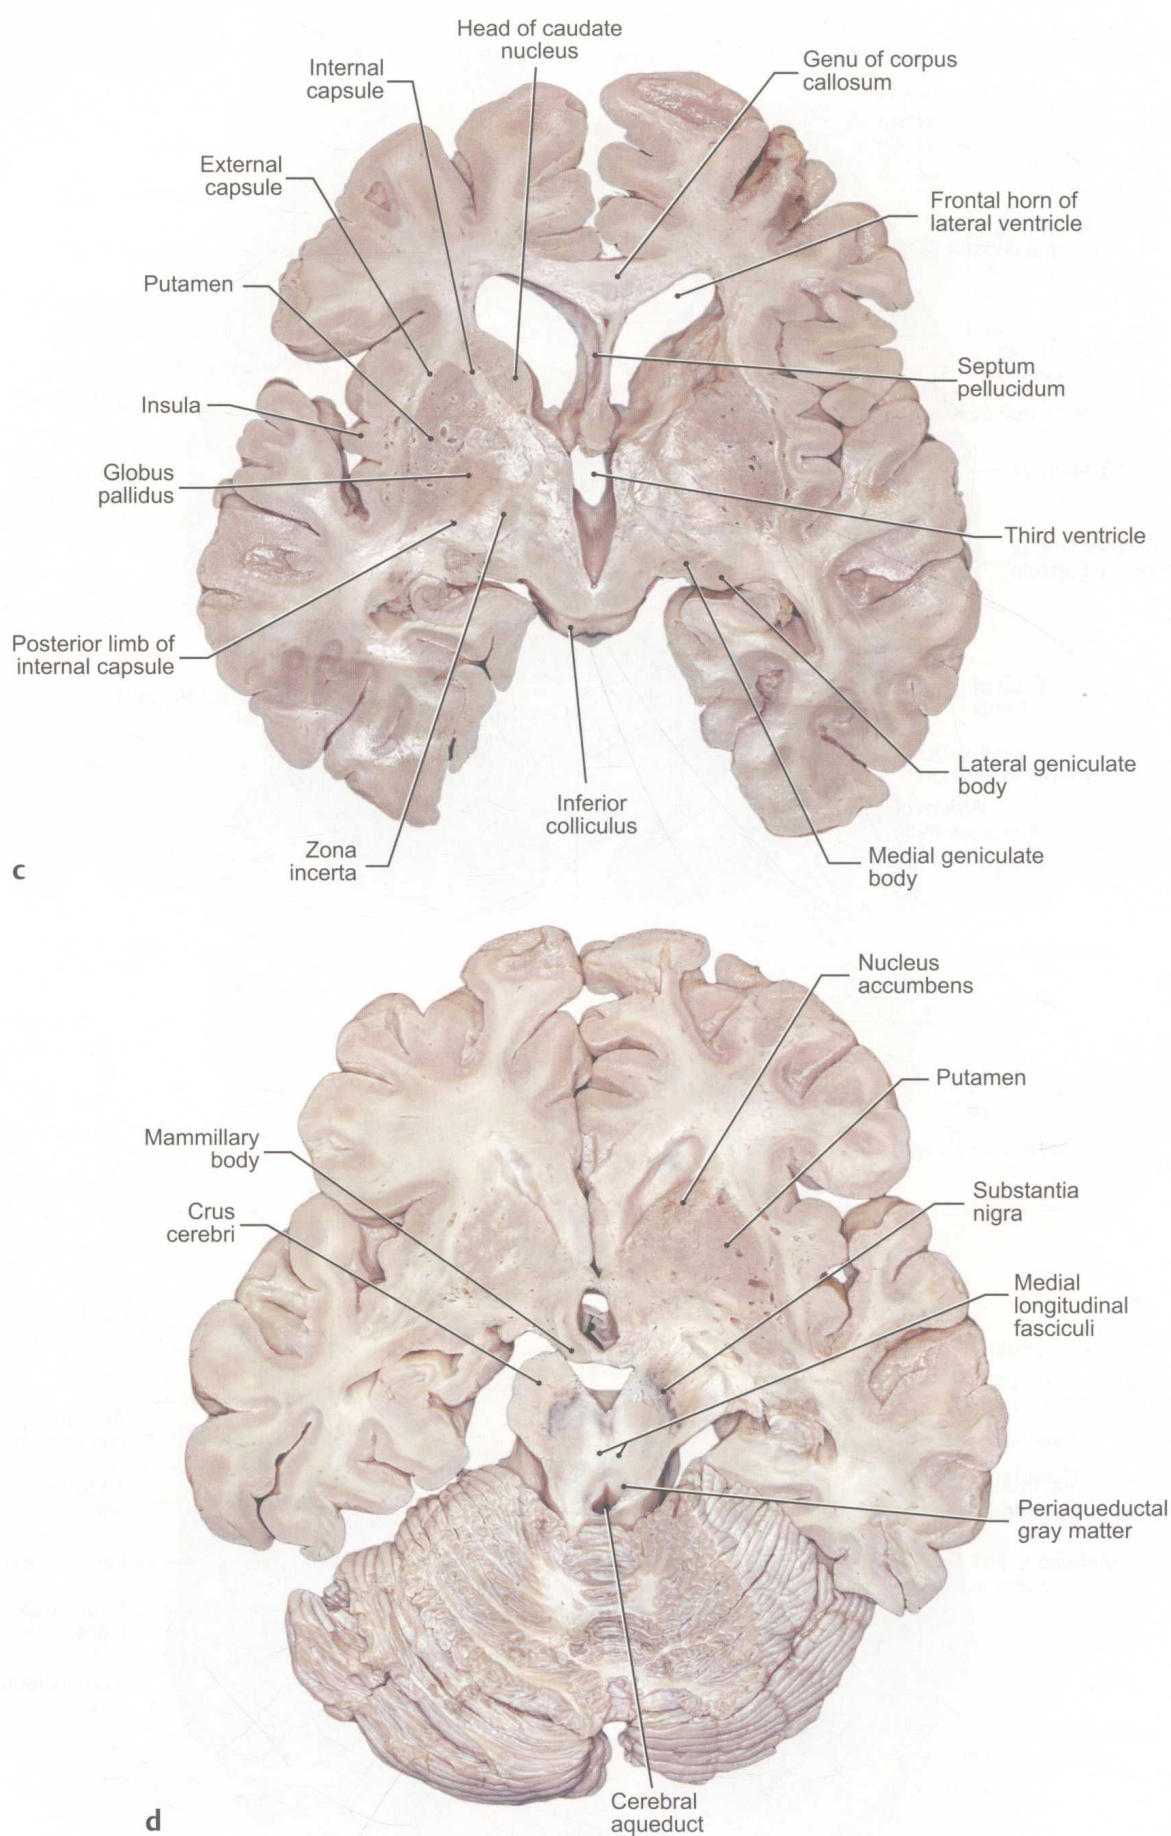 Head of caudate
nucleus
Genu of corpus
callosum
Internal
capsule
External
capsule
Frontal horn of
lateral ventricle
Putamen
Septum
pellucidum
Insula
Globus
pallidus
Third ventricle
Posterior limb of
internal capsule
Lateral geniculate
body
Inferior
colliculus
Zona
incerta
Medial geniculate
body
c
Nucleus
accumbens
Putamen
Mammillary
body
Substantia
nigra
Crus
cerebri
Medial
longitudinal
fasciculi
Periaqueductal
gray matter
Cerebral
aqueduct
d